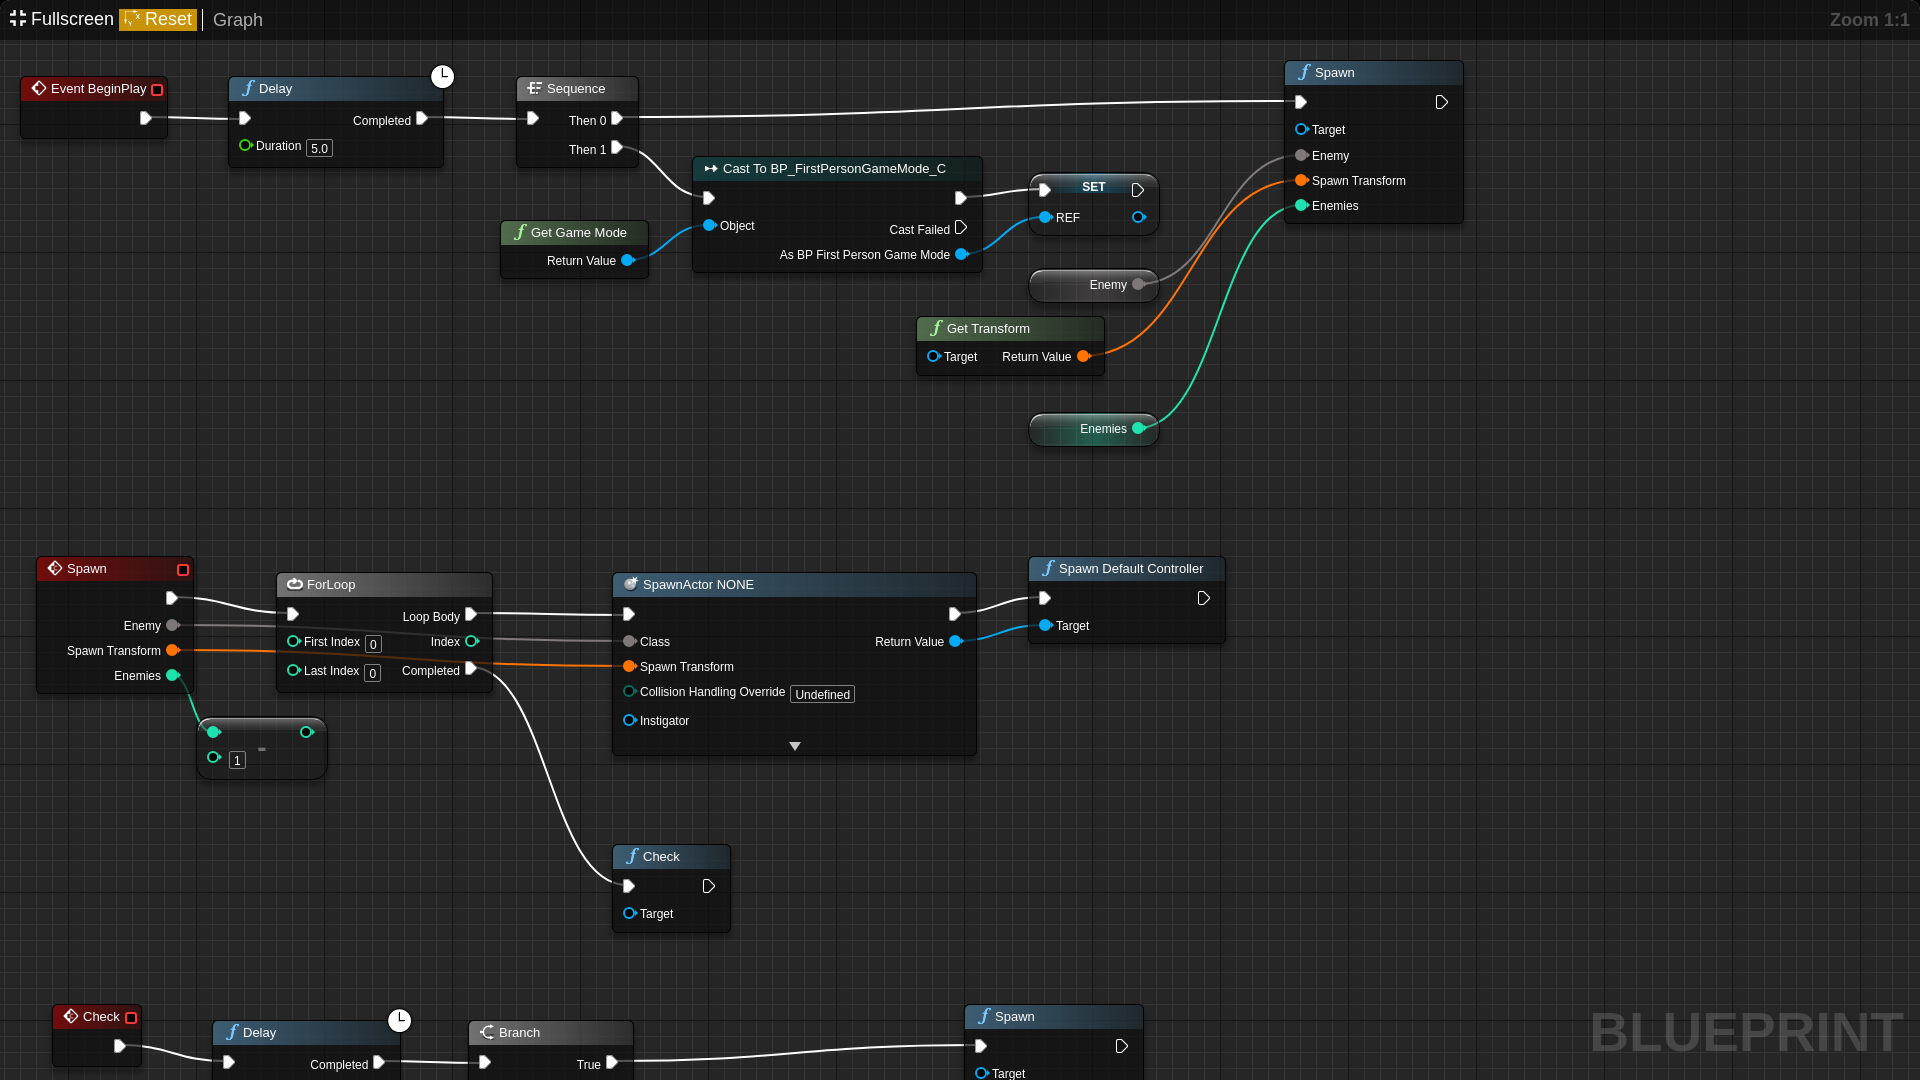 Fullscreen Reset Graph Zoom 1:1
Event BeginPlay
Delay
Completed
Duration 5.0
Sequence
Then 0
Then 1
Spawn
Target
Enemy
Spawn Transform
Enemies
Cast To BP_FirstPersonGameMode_C
Object
Cast Failed
As BP First Person Game Mode
SET
REF
Get Game Mode
Return Value
Enemy
Get Transform
Target Return Value
Enemies
Spawn
Enemy
Spawn Transform
Enemies
ForLoop
Loop Body
First Index 0 Index
Last Index 0 Completed
SpawnActor NONE
Class Return Value
Spawn Transform
Collision Handling Override Undefined
Instigator
Spawn Default Controller
Target
-
1
Check
Target
Check
Delay
Completed
Branch
True
Spawn
Target
BLUEPRINT